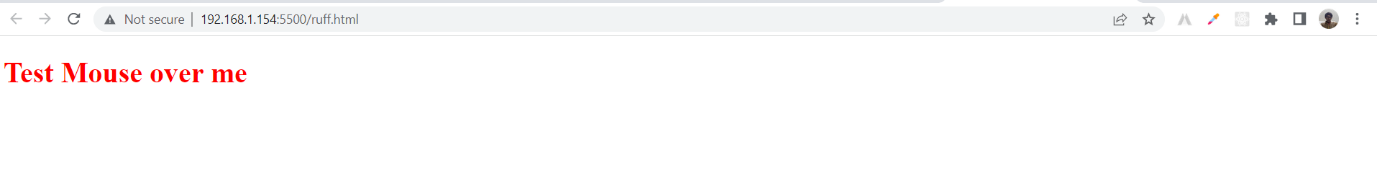 Not secure | 192.168.1.154:5500/ruff.html
Test Mouse over me